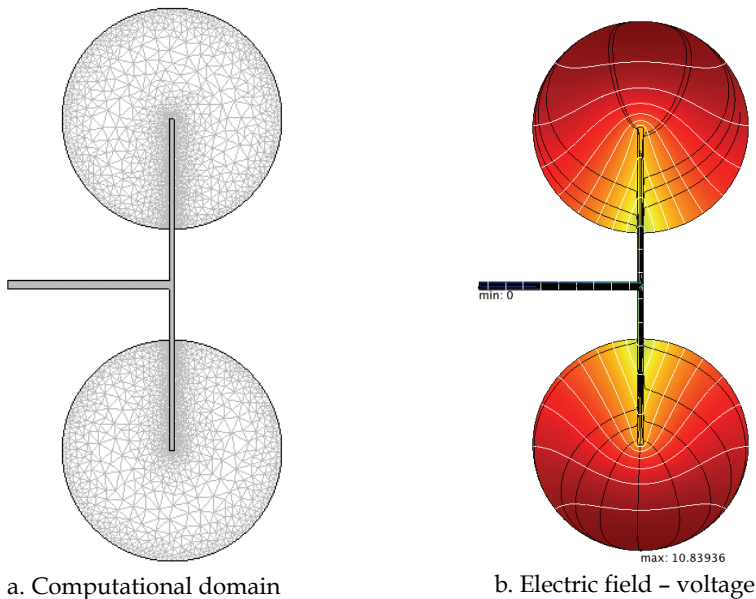 min: 0
max: 10.83936
a. Computational domain
b. Electric field – voltage